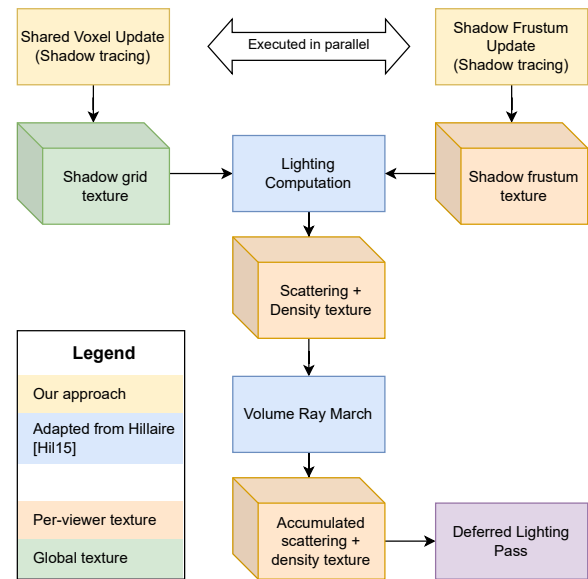 Shared Voxel Update
(Shadow tracing)
Executed in parallel
Shadow Frustum
Update
(Shadow tracing)
Shadow grid
texture
Lighting
Computation
Shadow frustum
texture
Scattering +
Density texture
Volume Ray March
Accumulated
scattering +
density texture
Deferred Lighting
Pass
Legend
Our approach
Adapted from Hillaire
[Hil15]
Per-viewer texture
Global texture